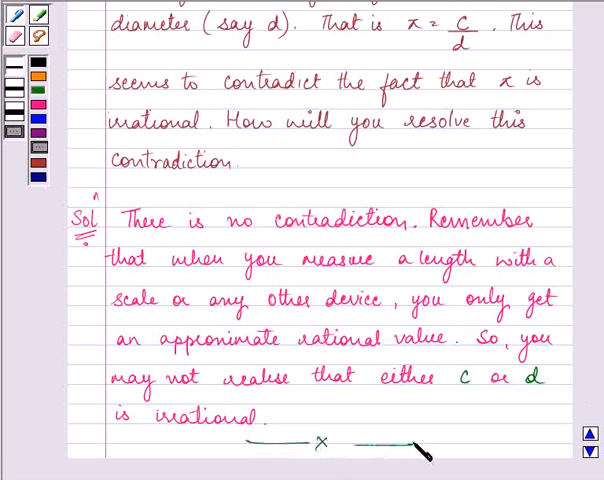 diameter (say d). That is π = c/d. This
seems to contradict the fact that π is
irrational. How will you resolve this
contradiction.
Solⁿ There is no contradiction. Remember
that when you measure a length with a
scale or any other device, you only get
an approximate rational value. So, you
may not realise that either c or d
is irrational.
x